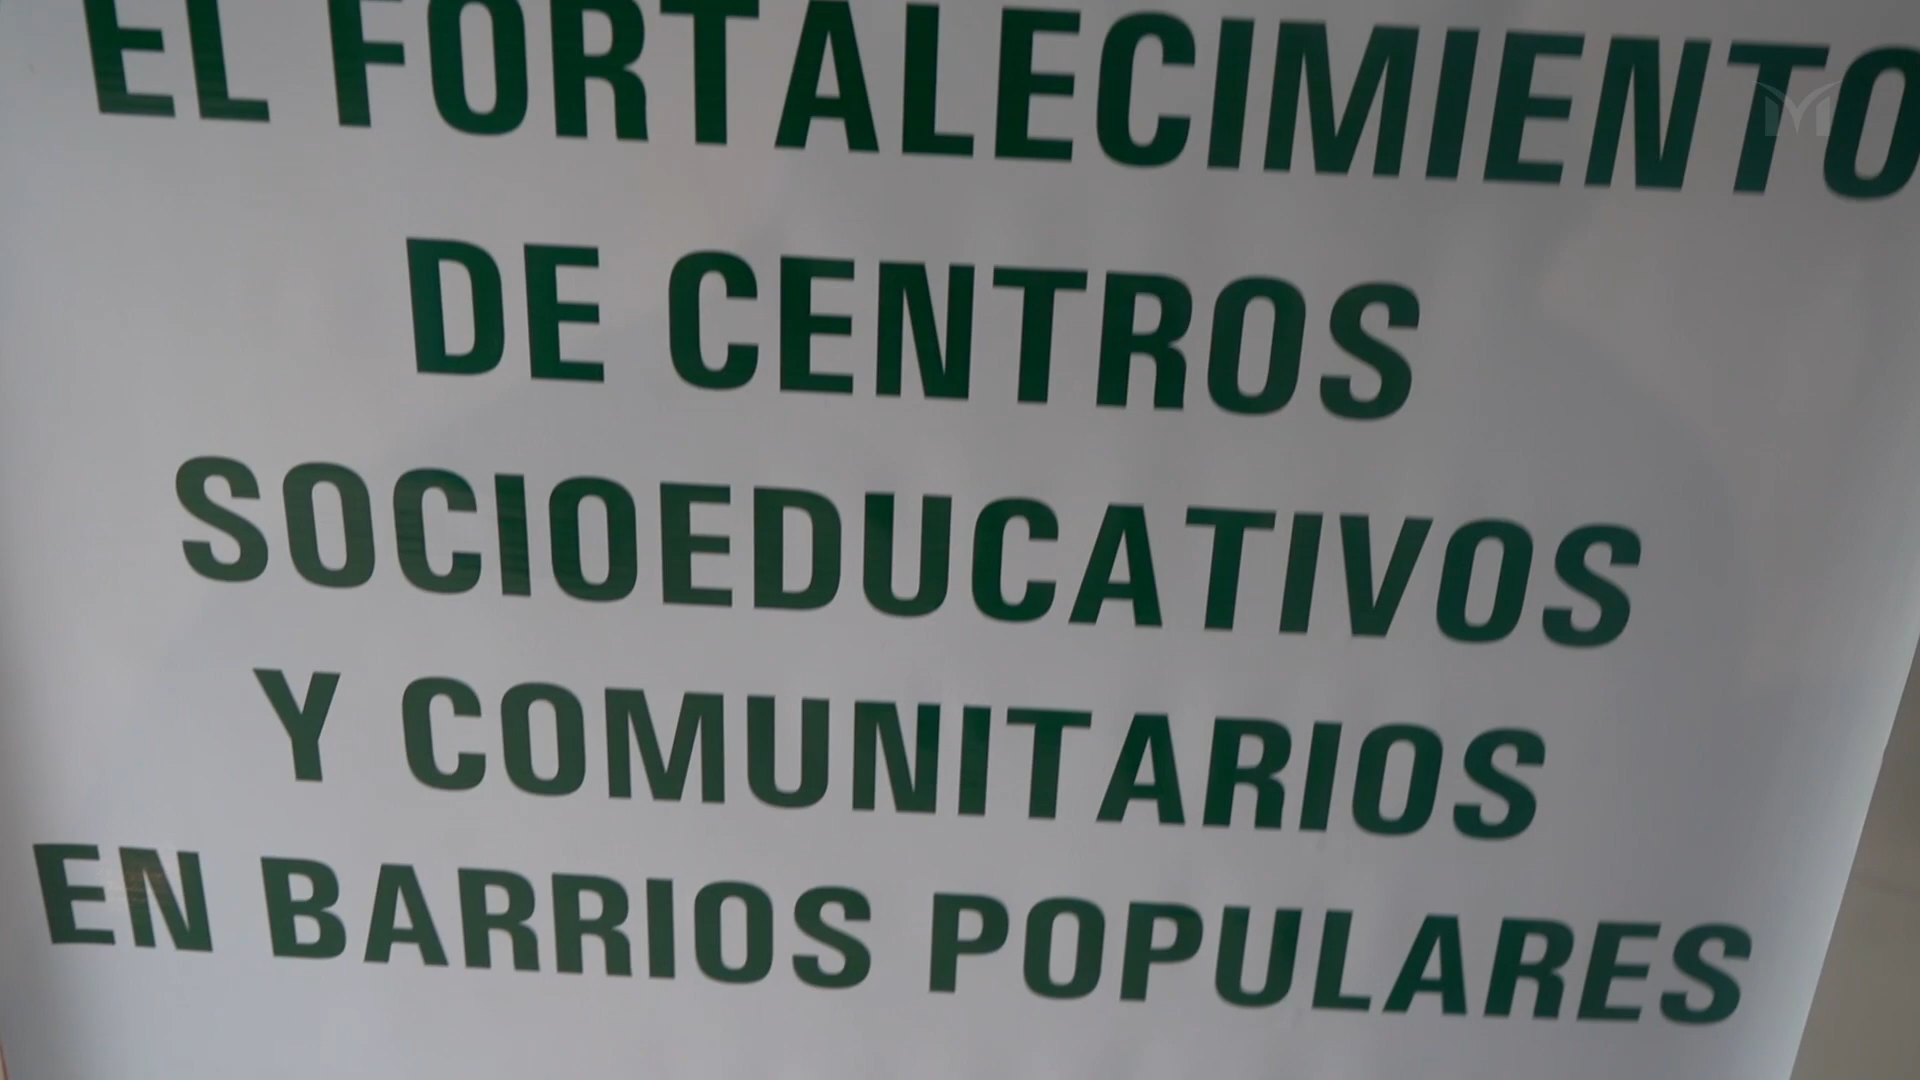 EL FORTALECIMIENTO
DE CENTROS
SOCIOEDUCATIVOS
Y COMUNITARIOS
EN BARRIOS POPULARES